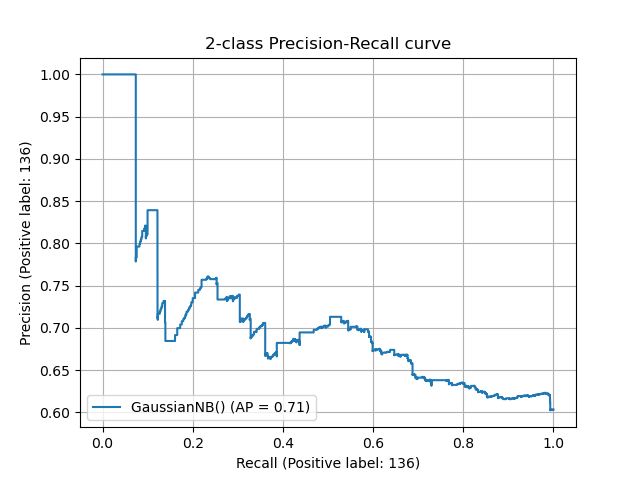 2-class Precision-Recall curve
Precision (Positive label: 136)
1.00
0.95
0.90
0.85
0.80
0.75
0.70
0.65
0.60
GaussianNB() (AP = 0.71)
0.0 0.2 0.4 0.6 0.8 1.0
Recall (Positive label: 136)